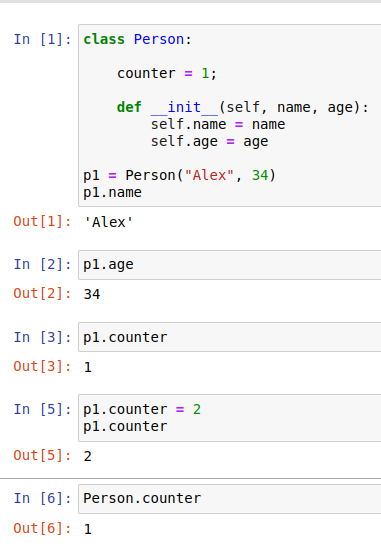 In [1]: class Person:
counter = 1;
def __init__(self, name, age):
self.name = name
self.age = age
p1 = Person("Alex", 34)
p1.name
Out[1]: 'Alex'
In [2]: p1.age
Out[2]: 34
In [3]: p1.counter
Out[3]: 1
In [5]: p1.counter = 2
p1.counter
Out[5]: 2
In [6]: Person.counter
Out[6]: 1